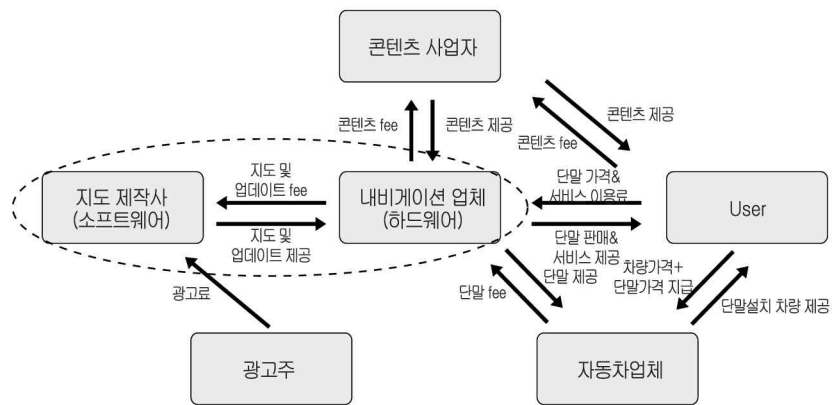 콘텐츠 사업자
콘텐츠 fee
콘텐츠 제공
콘텐츠 제공
콘텐츠 fee
지도 제작사
(소프트웨어)
지도 및
업데이트 fee
지도 및
업데이트 제공
내비게이션 업체
(하드웨어)
단말 가격&
서비스 이용료
단말 판매&
서비스 제공
User
광고료
단말 fee
단말 제공
차량가격+
단말가격 지급
단말설치 차량 제공
광고주
자동차업체